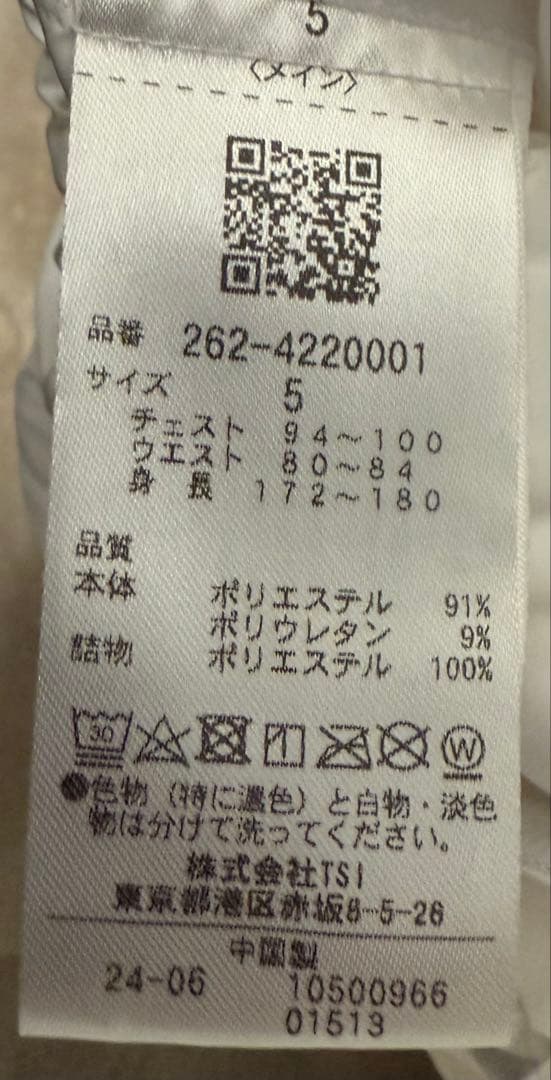 5
〈メイン〉
品番 262-4220001
サイズ 5
チェスト 94～100
ウエスト 80～84
身長 172～180
品質
本体 ポリエステル 91%
ポリウレタン 9%
詰物 ポリエステル 100%
30 W
●色物（特に濃色）と白物・淡色
物は分けて洗ってください。
株式会社TSI
東京都港区赤坂8-5-26
中国製
24-06 10500966
01513